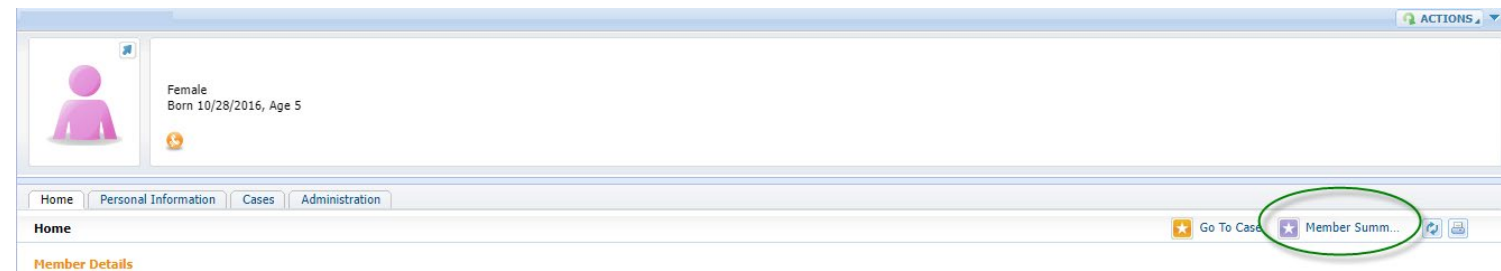 ACTIONS
Female
Born 10/28/2016, Age 5
Home Personal Information Cases Administration
Home Go To Case Member Summ...
Member Details